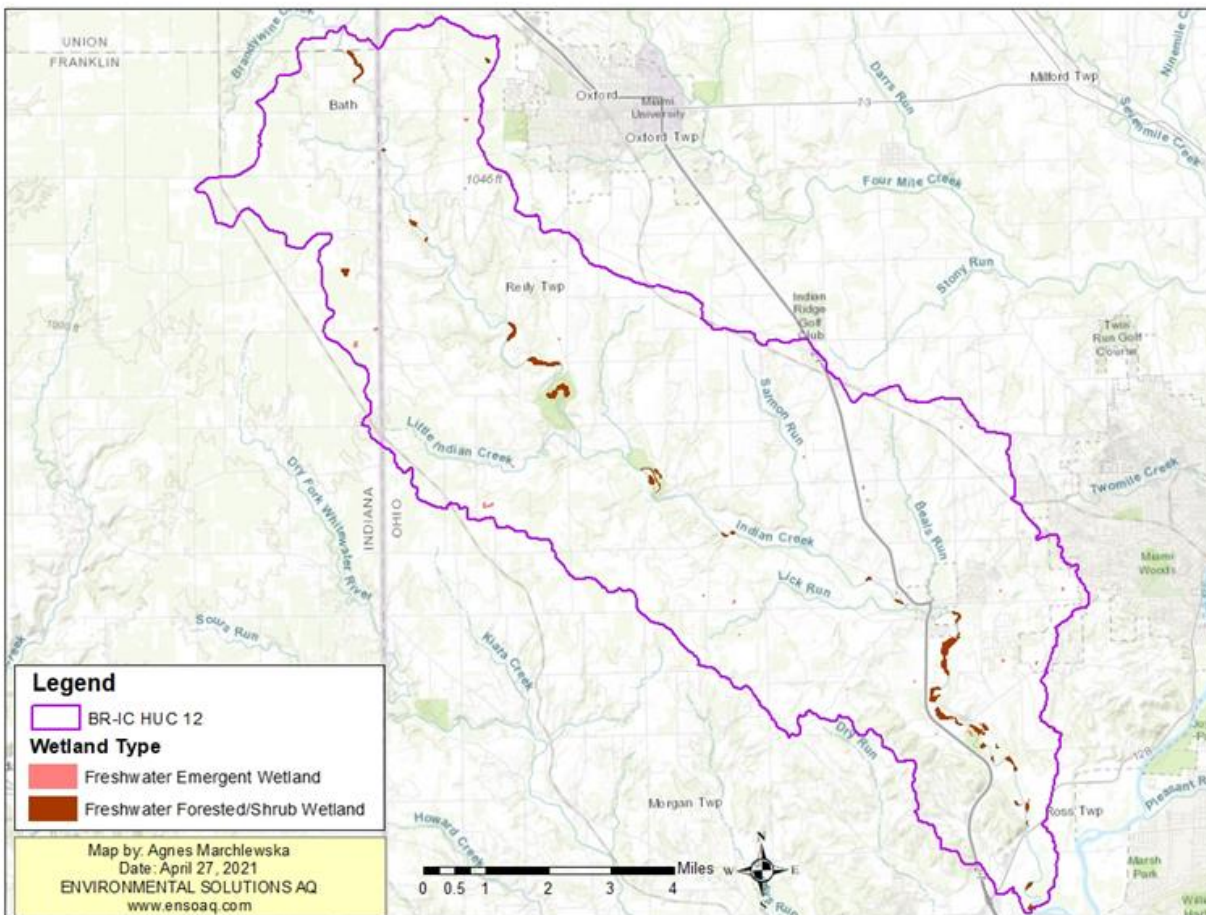 UNION
FRANKLIN
Brandywine Creek
Bath
Oxford
Miami
University
Oxford Twp
73
Milford Twp
Darrs Run
Ninemile
Sevenmile Creek
Four Mile Creek
1046 ft
Reily Twp
Stony Run
Indian
Ridge
Golf
Club
Twin
Run Golf
Course
Salmon Run
Little Indian Creek
Dry Fork Whitewater River
INDIANA
OHIO
Twomile Creek
Beals Run
Indian Creek
Miami
Woods
Lick Run
Kiata Creek
Creek
Dry Run
128
Pleasant
Morgan Twp
Ross Twp
Howard Creek
Marsh
Park
Legend
BR-IC HUC 12
Wetland Type
Freshwater Emergent Wetland
Freshwater Forested/Shrub Wetland
Map by: Agnes Marchlewska
Date: April 27, 2021
ENVIRONMENTAL SOLUTIONS AQ
www.ensoaq.com
0 0.5 1 2 3 4
Miles
N
W E
Run